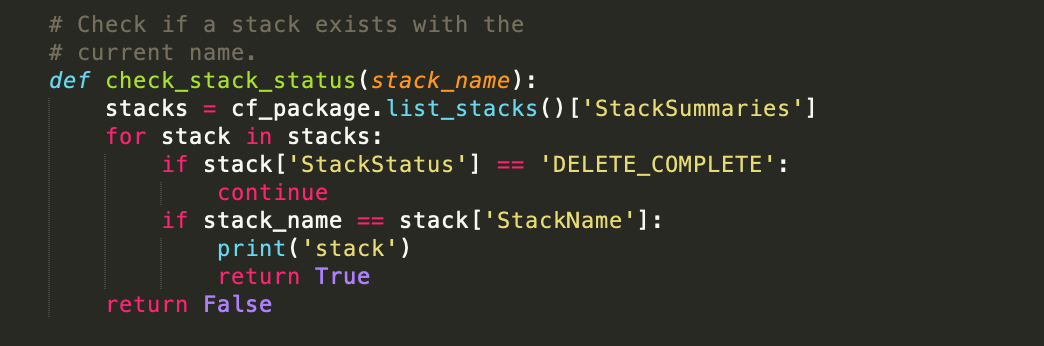 # Check if a stack exists with the
# current name.
def check_stack_status(stack_name):
    stacks = cf_package.list_stacks()['StackSummaries']
    for stack in stacks:
        if stack['StackStatus'] == 'DELETE_COMPLETE':
            continue
        if stack_name == stack['StackName']:
            print('stack')
            return True
    return False